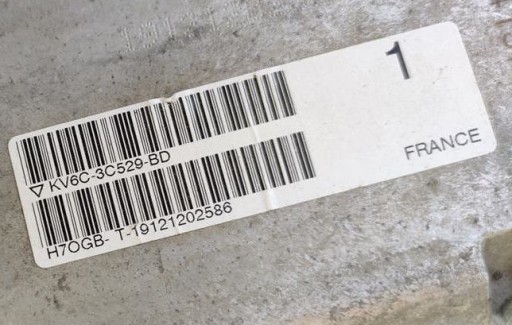 1
FRANCE
▽ KV6C-3C529-BD
H7OGB- T-19121202586